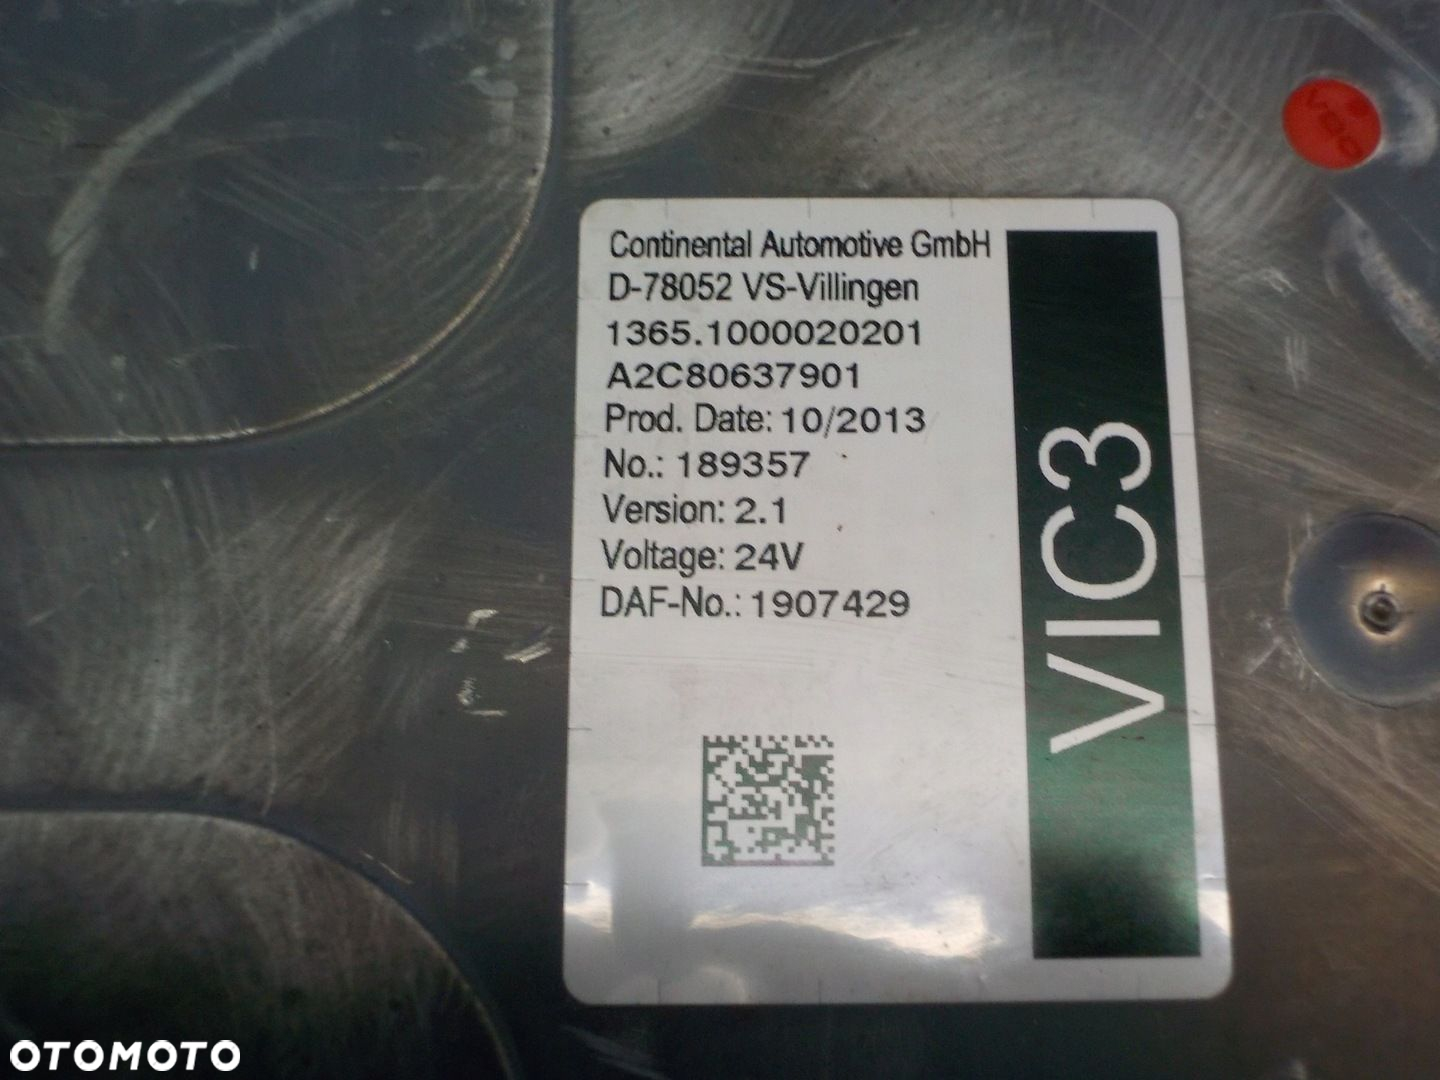 VDO
Continental Automotive GmbH
D-78052 VS-Villingen
1365.1000020201
A2C80637901
Prod. Date: 10/2013
No.: 189357
Version: 2.1
Voltage: 24V
DAF-No.: 1907429
VIC3
OTOMOTO